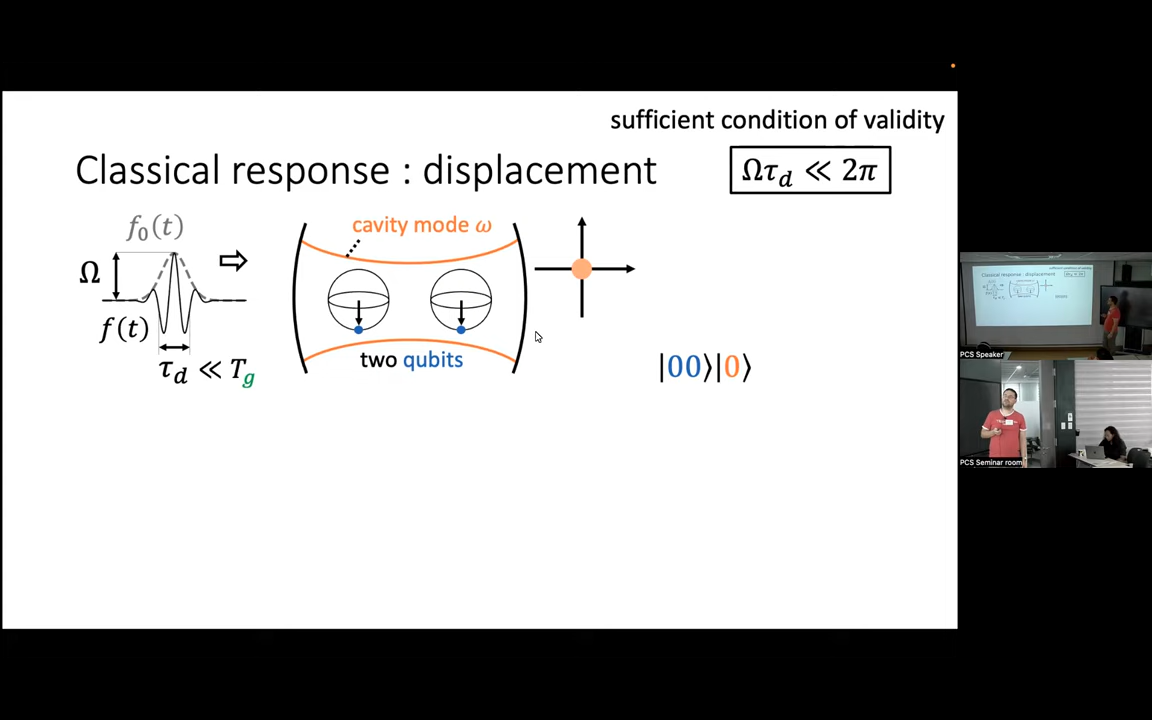 sufficient condition of validity
Classical response : displacement
Ωτ_d ≪ 2π
f₀(t)
cavity mode ω
Ω
f(t)
τ_d ≪ T_g
two qubits
|00⟩|0⟩
PCS Speaker
PCS Seminar room